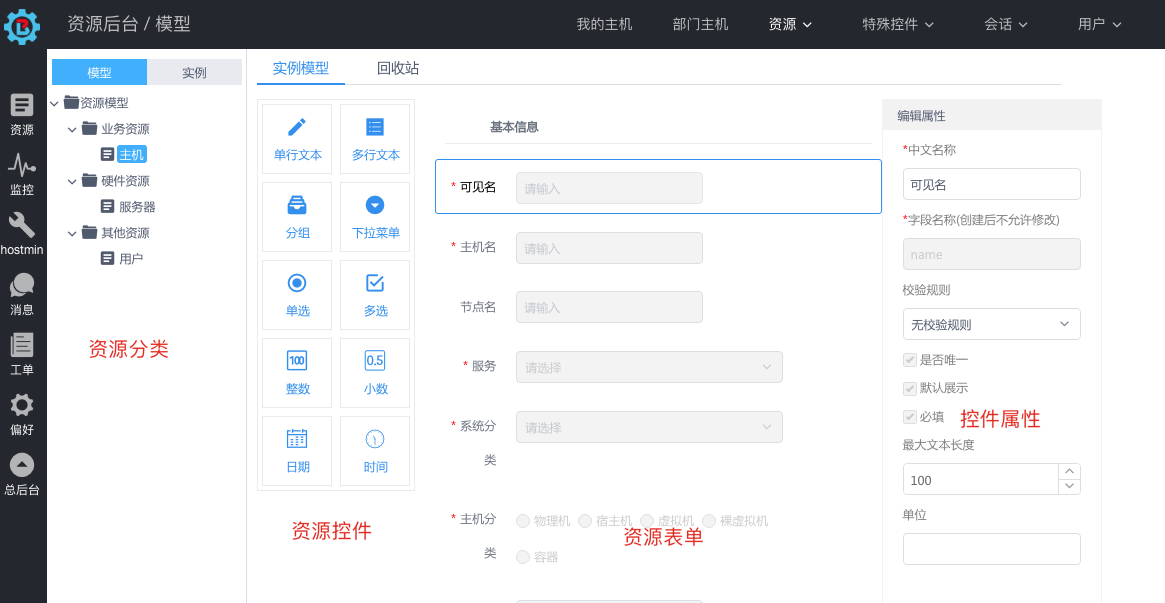 资源后台 / 模型
我的主机 部门主机 资源 特殊控件 会话 用户
资源
监控
hostmin
消息
工单
偏好
总后台
模型 实例
资源模型
业务资源
主机
硬件资源
服务器
其他资源
用户
资源分类
实例模型 回收站
单行文本 多行文本
分组 下拉菜单
单选 多选
100 0.5
整数 小数
日期 时间
资源控件
基本信息
* 可见名 请输入
* 主机名 请输入
节点名 请输入
* 服务 请选择
* 系统分类 请选择
* 主机分类 物理机 宿主机 虚拟机 裸虚拟机
容器
资源表单
编辑属性
*中文名称
可见名
*字段名称(创建后不允许修改)
name
校验规则
无校验规则
是否唯一
默认展示
必填
控件属性
最大文本长度
100
单位